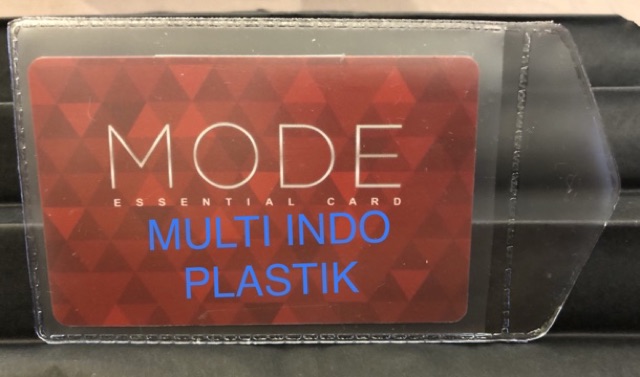 MODE
ESSENTIAL CARD
MULTI INDO
PLASTIK